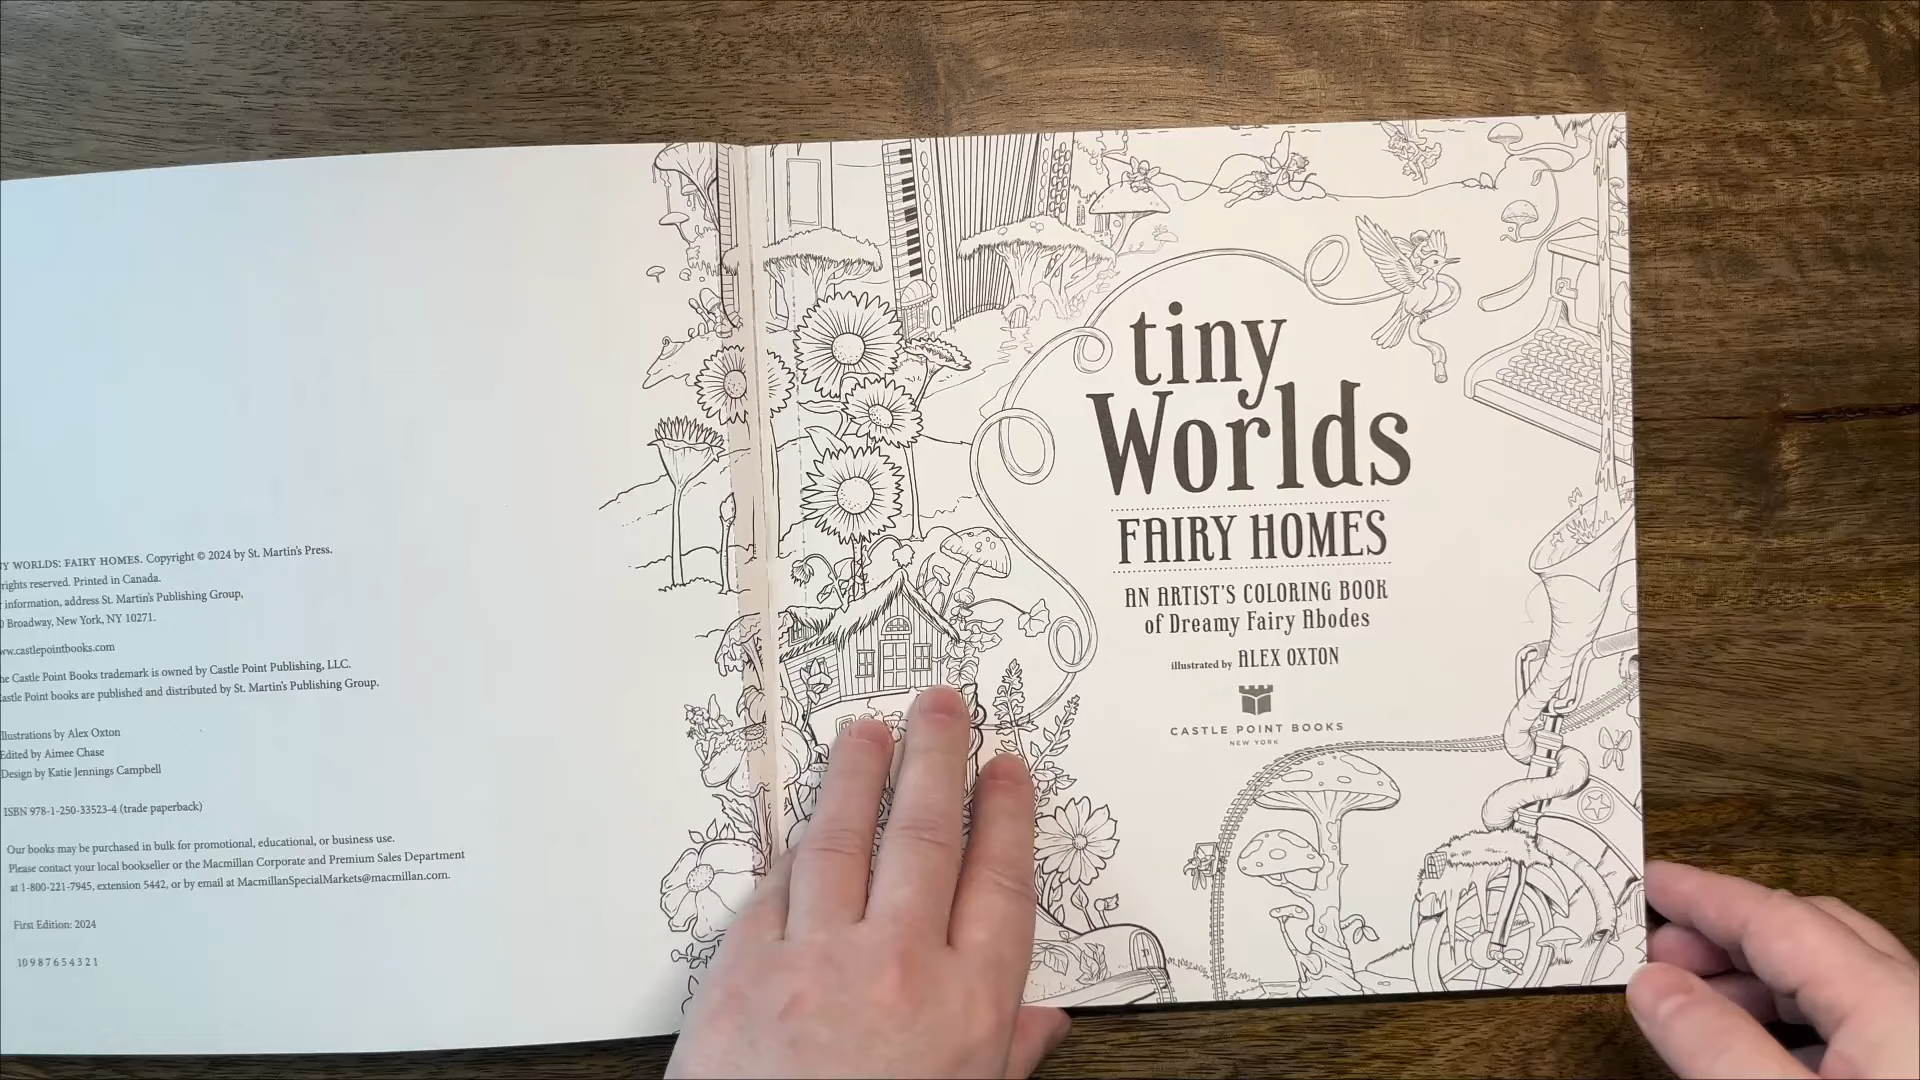 Y WORLDS: FAIRY HOMES. Copyright © 2024 by St. Martin's Press.
rights reserved. Printed in Canada.
information, address St. Martin's Publishing Group,
Broadway, New York, NY 10271.
ww.castlepointbooks.com
he Castle Point Books trademark is owned by Castle Point Publishing, LLC.
astle Point books are published and distributed by St. Martin's Publishing Group.
llustrations by Alex Oxton
Edited by Aimee Chase
Design by Katie Jennings Campbell
ISBN 978-1-250-33523-4 (trade paperback)
Our books may be purchased in bulk for promotional, educational, or business use.
Please contact your local bookseller or the Macmillan Corporate and Premium Sales Department
at 1-800-221-7945, extension 5442, or by email at MacmillanSpecialMarkets@macmillan.com.
First Edition: 2024
10 9 8 7 6 5 4 3 2 1
tiny
Worlds
FAIRY HOMES
AN ARTIST'S COLORING BOOK
of Dreamy Fairy Abodes
illustrated by ALEX OXTON
CASTLE POINT BOOKS
NEW YORK